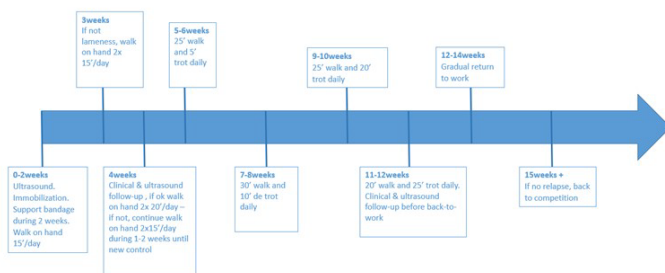 3weeks
If not
lameness, walk
on hand 2x
15'/day
5-6weeks
25' walk
and 5'
trot daily
9-10weeks
25' walk and 20'
trot daily
12-14weeks
Gradual return
to work
0-2weeks
Ultrasound.
Immobilization.
Support bandage
during 2 weeks.
Walk on hand
15'/day
4weeks
Clinical & ultrasound
follow-up , if ok walk
on hand 2x 20'/day –
if not, continue walk
on hand 2x15'/day
during 1-2 weeks until
new control
7-8weeks
30' walk and
10' de trot
daily
11-12weeks
20' walk and 25' trot daily.
Clinical & ultrasound
follow-up before back-to-
work
15weeks +
If no relapse, back
to competition